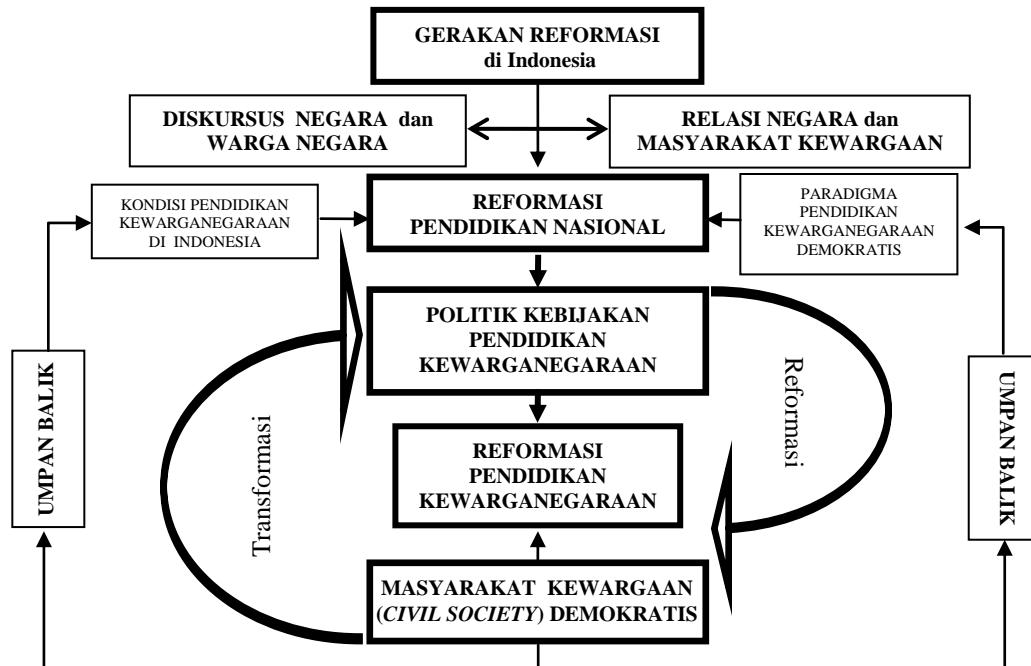 GERAKAN REFORMASI
di Indonesia
DISKURSUS NEGARA dan
WARGA NEGARA
RELASI NEGARA dan
MASYARAKAT KEWARGAAN
KONDISI PENDIDIKAN
KEWARGANEGARAAN
DI INDONESIA
REFORMASI
PENDIDIKAN NASIONAL
PARADIGMA
PENDIDIKAN
KEWARGANEGARAAN
DEMOKRATIS
POLITIK KEBIJAKAN
PENDIDIKAN
KEWARGANEGARAAN
UMPAN BALIK
Transformasi
Reformasi
UMPAN BALIK
REFORMASI
PENDIDIKAN
KEWARGANEGARAAN
MASYARAKAT KEWARGAAN
(CIVIL SOCIETY) DEMOKRATIS